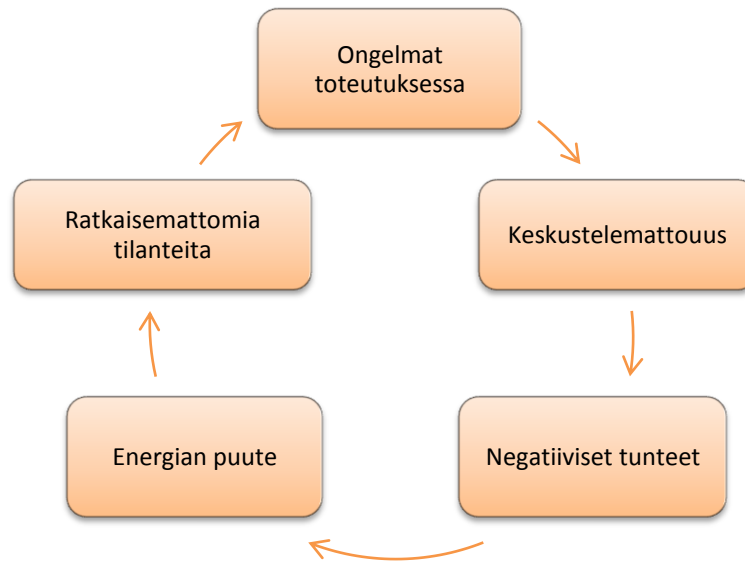 Ongelmat
toteutuksessa
Keskustelemattouus
Negatiiviset tunteet
Energian puute
Ratkaisemattomia
tilanteita